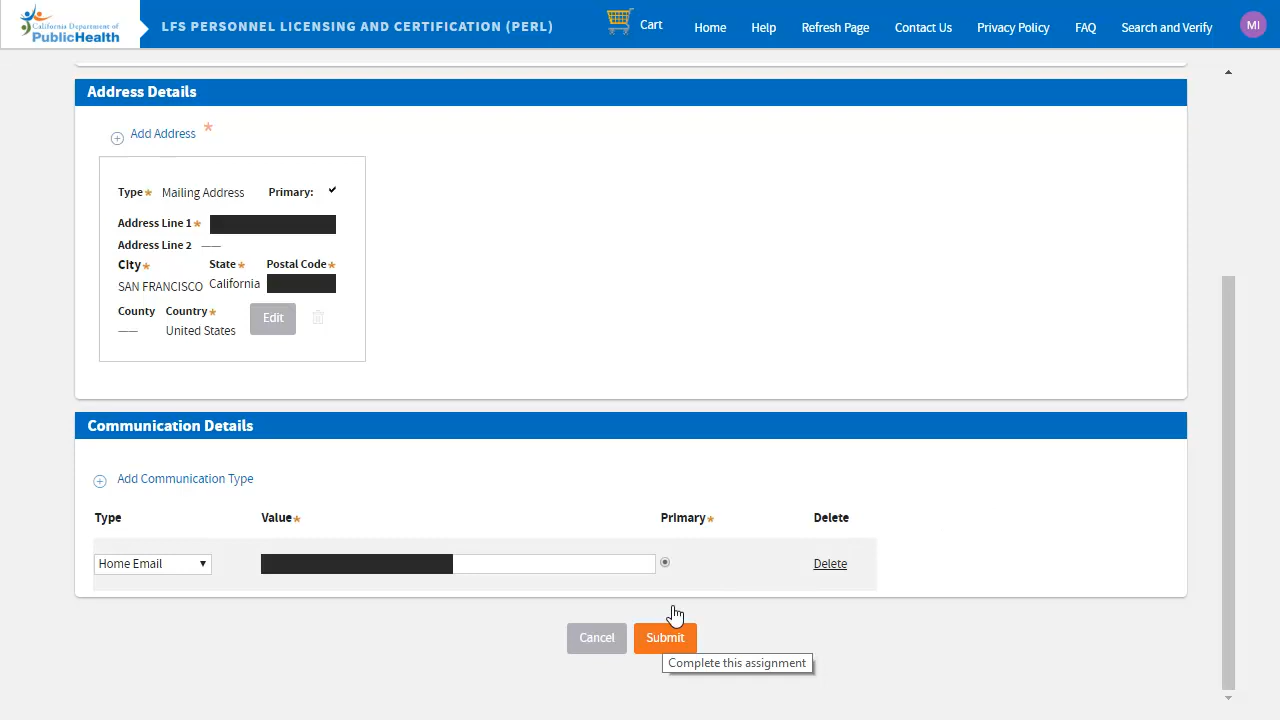 California Department of
PublicHealth
LFS PERSONNEL LICENSING AND CERTIFICATION (PERL)
Cart
Home
Help
Refresh Page
Contact Us
Privacy Policy
FAQ
Search and Verify
MI
Address Details
Add Address *
Type* Mailing Address Primary: ✔
Address Line 1*
Address Line 2 ——
City* State* Postal Code*
SAN FRANCISCO California
County Country*
—— United States
Edit
Communication Details
Add Communication Type
Type Value* Primary* Delete
Home Email ▼ Delete
Cancel Submit
Complete this assignment